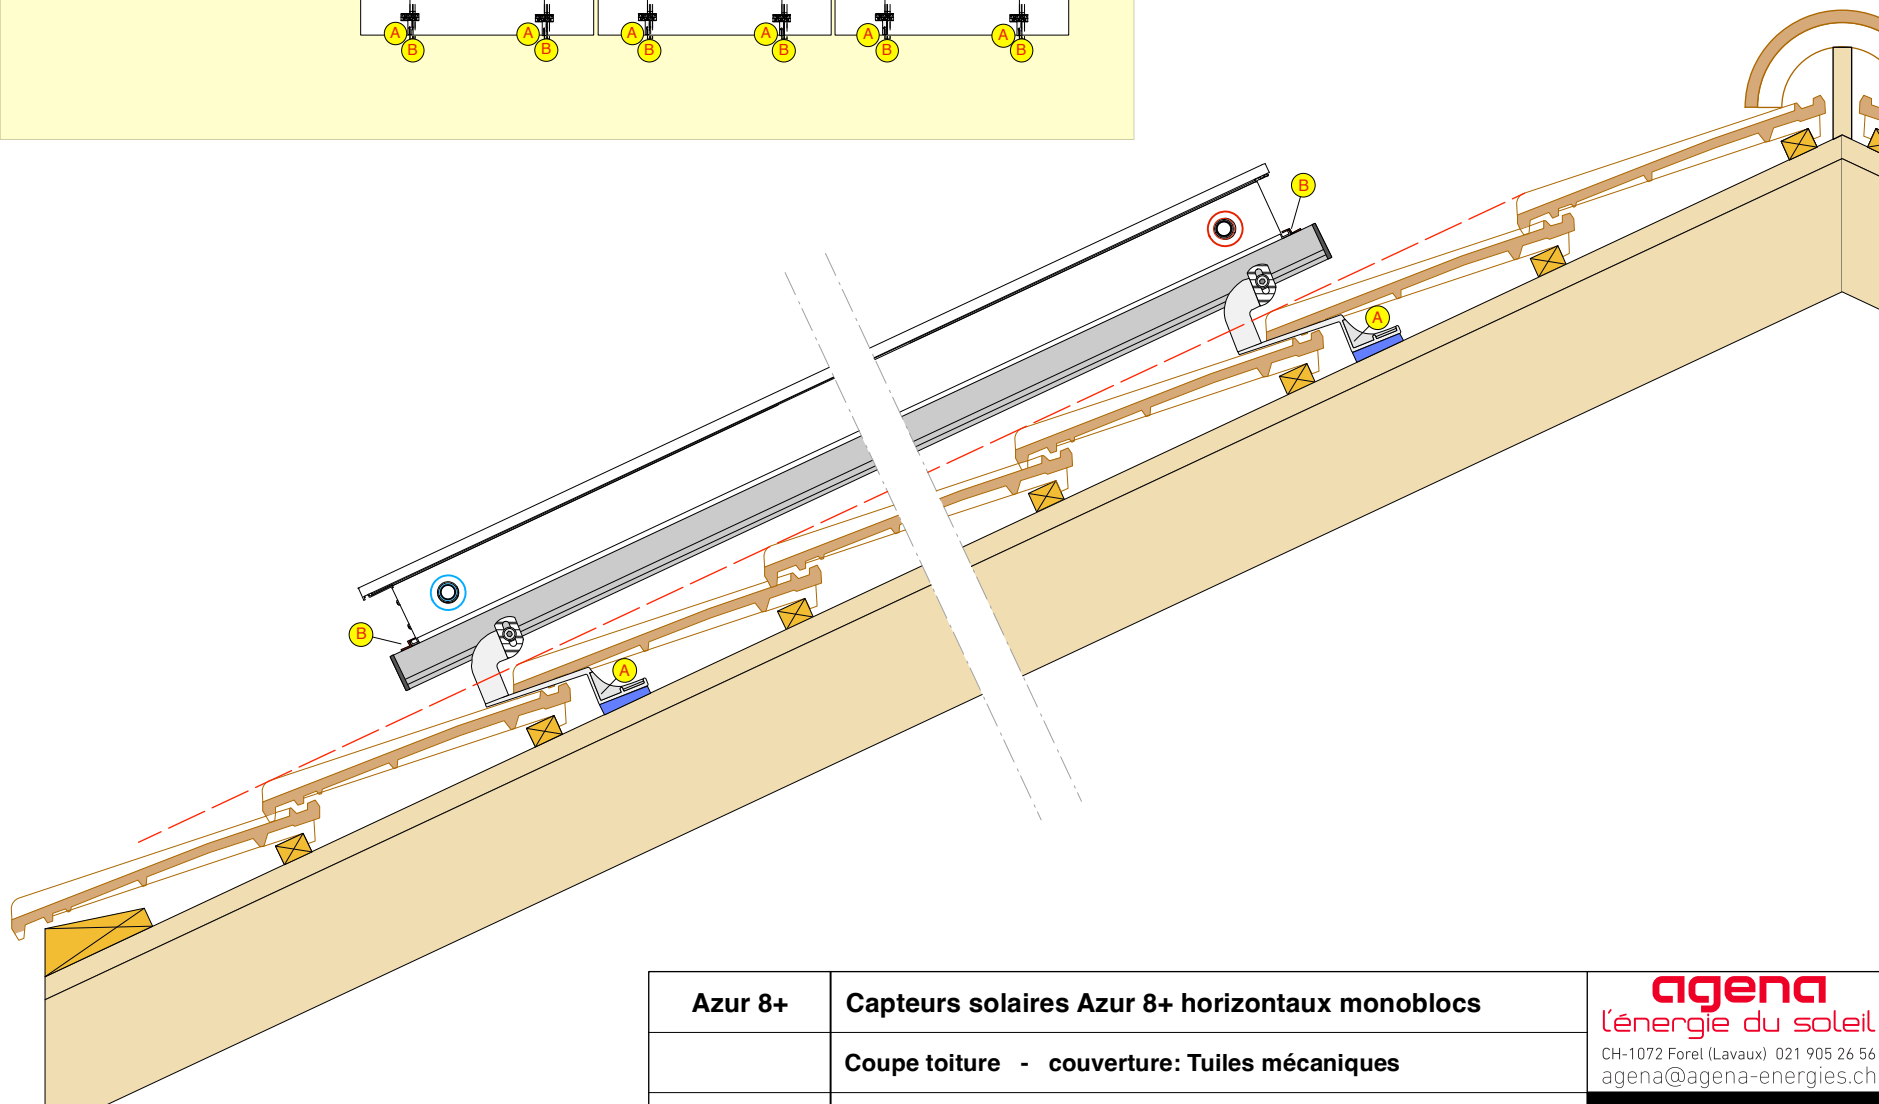 A A A A A A
B B B B B B
B
A
B
A
Azur 8+
Capteurs solaires Azur 8+ horizontaux monoblocs
Coupe toiture - couverture: Tuiles mécaniques
agena
l'énergie du soleil
CH-1072 Forel (Lavaux) 021 905 26 56
agena@agena-energies.ch